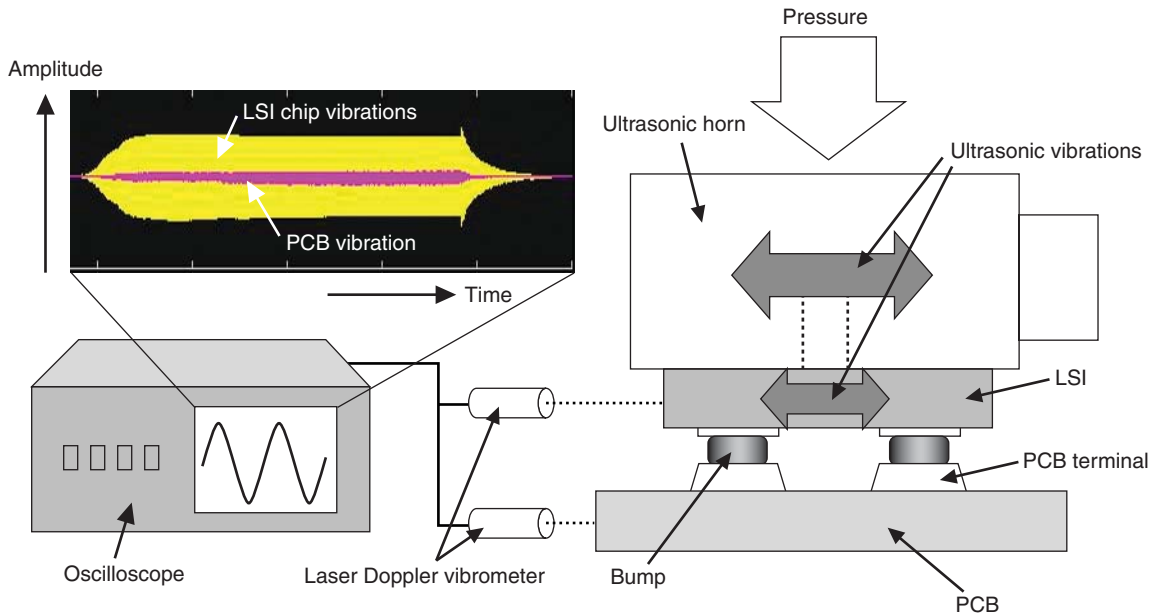 Pressure
Amplitude
LSI chip vibrations
Ultrasonic horn
Ultrasonic vibrations
PCB vibration
Time
LSI
PCB terminal
Oscilloscope
Laser Doppler vibrometer
Bump
PCB